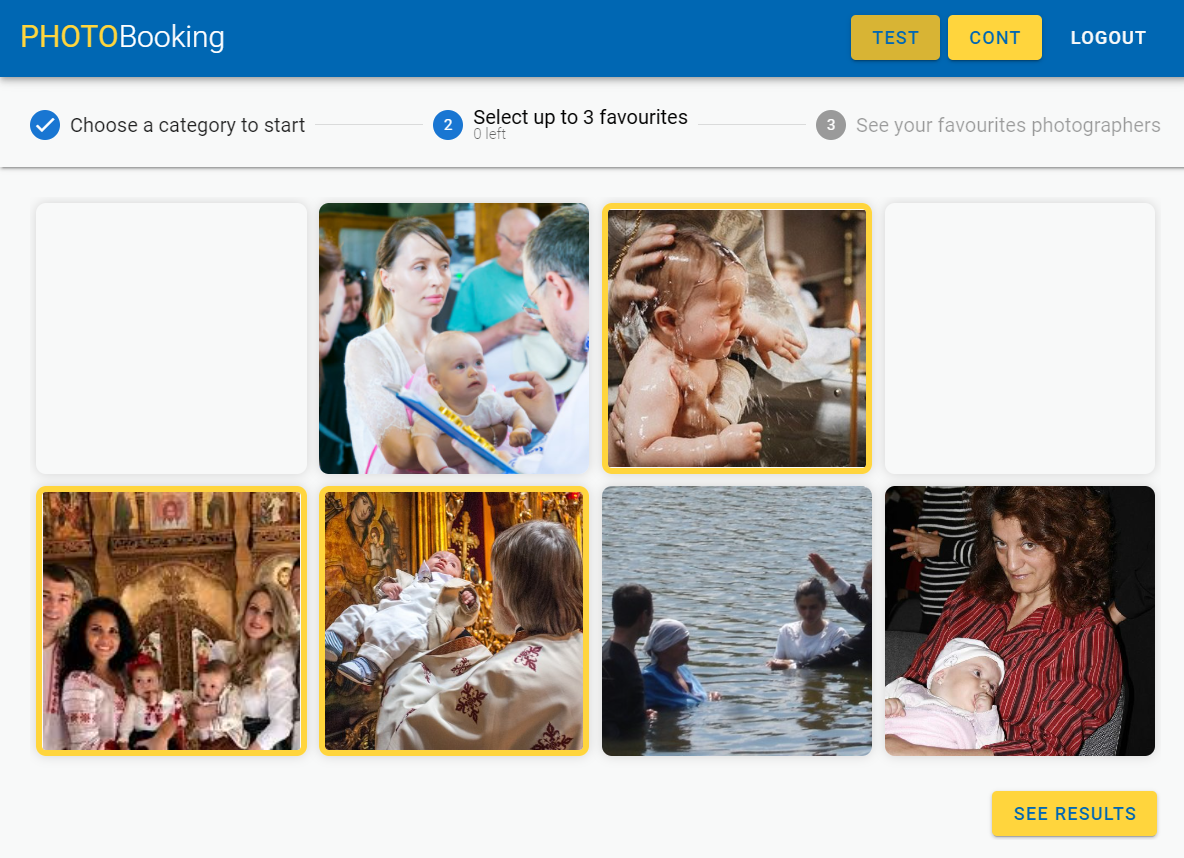 PHOTOBooking
TEST
CONT
LOGOUT
Choose a category to start
2
Select up to 3 favourites
0 left
3
See your favourites photographers
SEE RESULTS